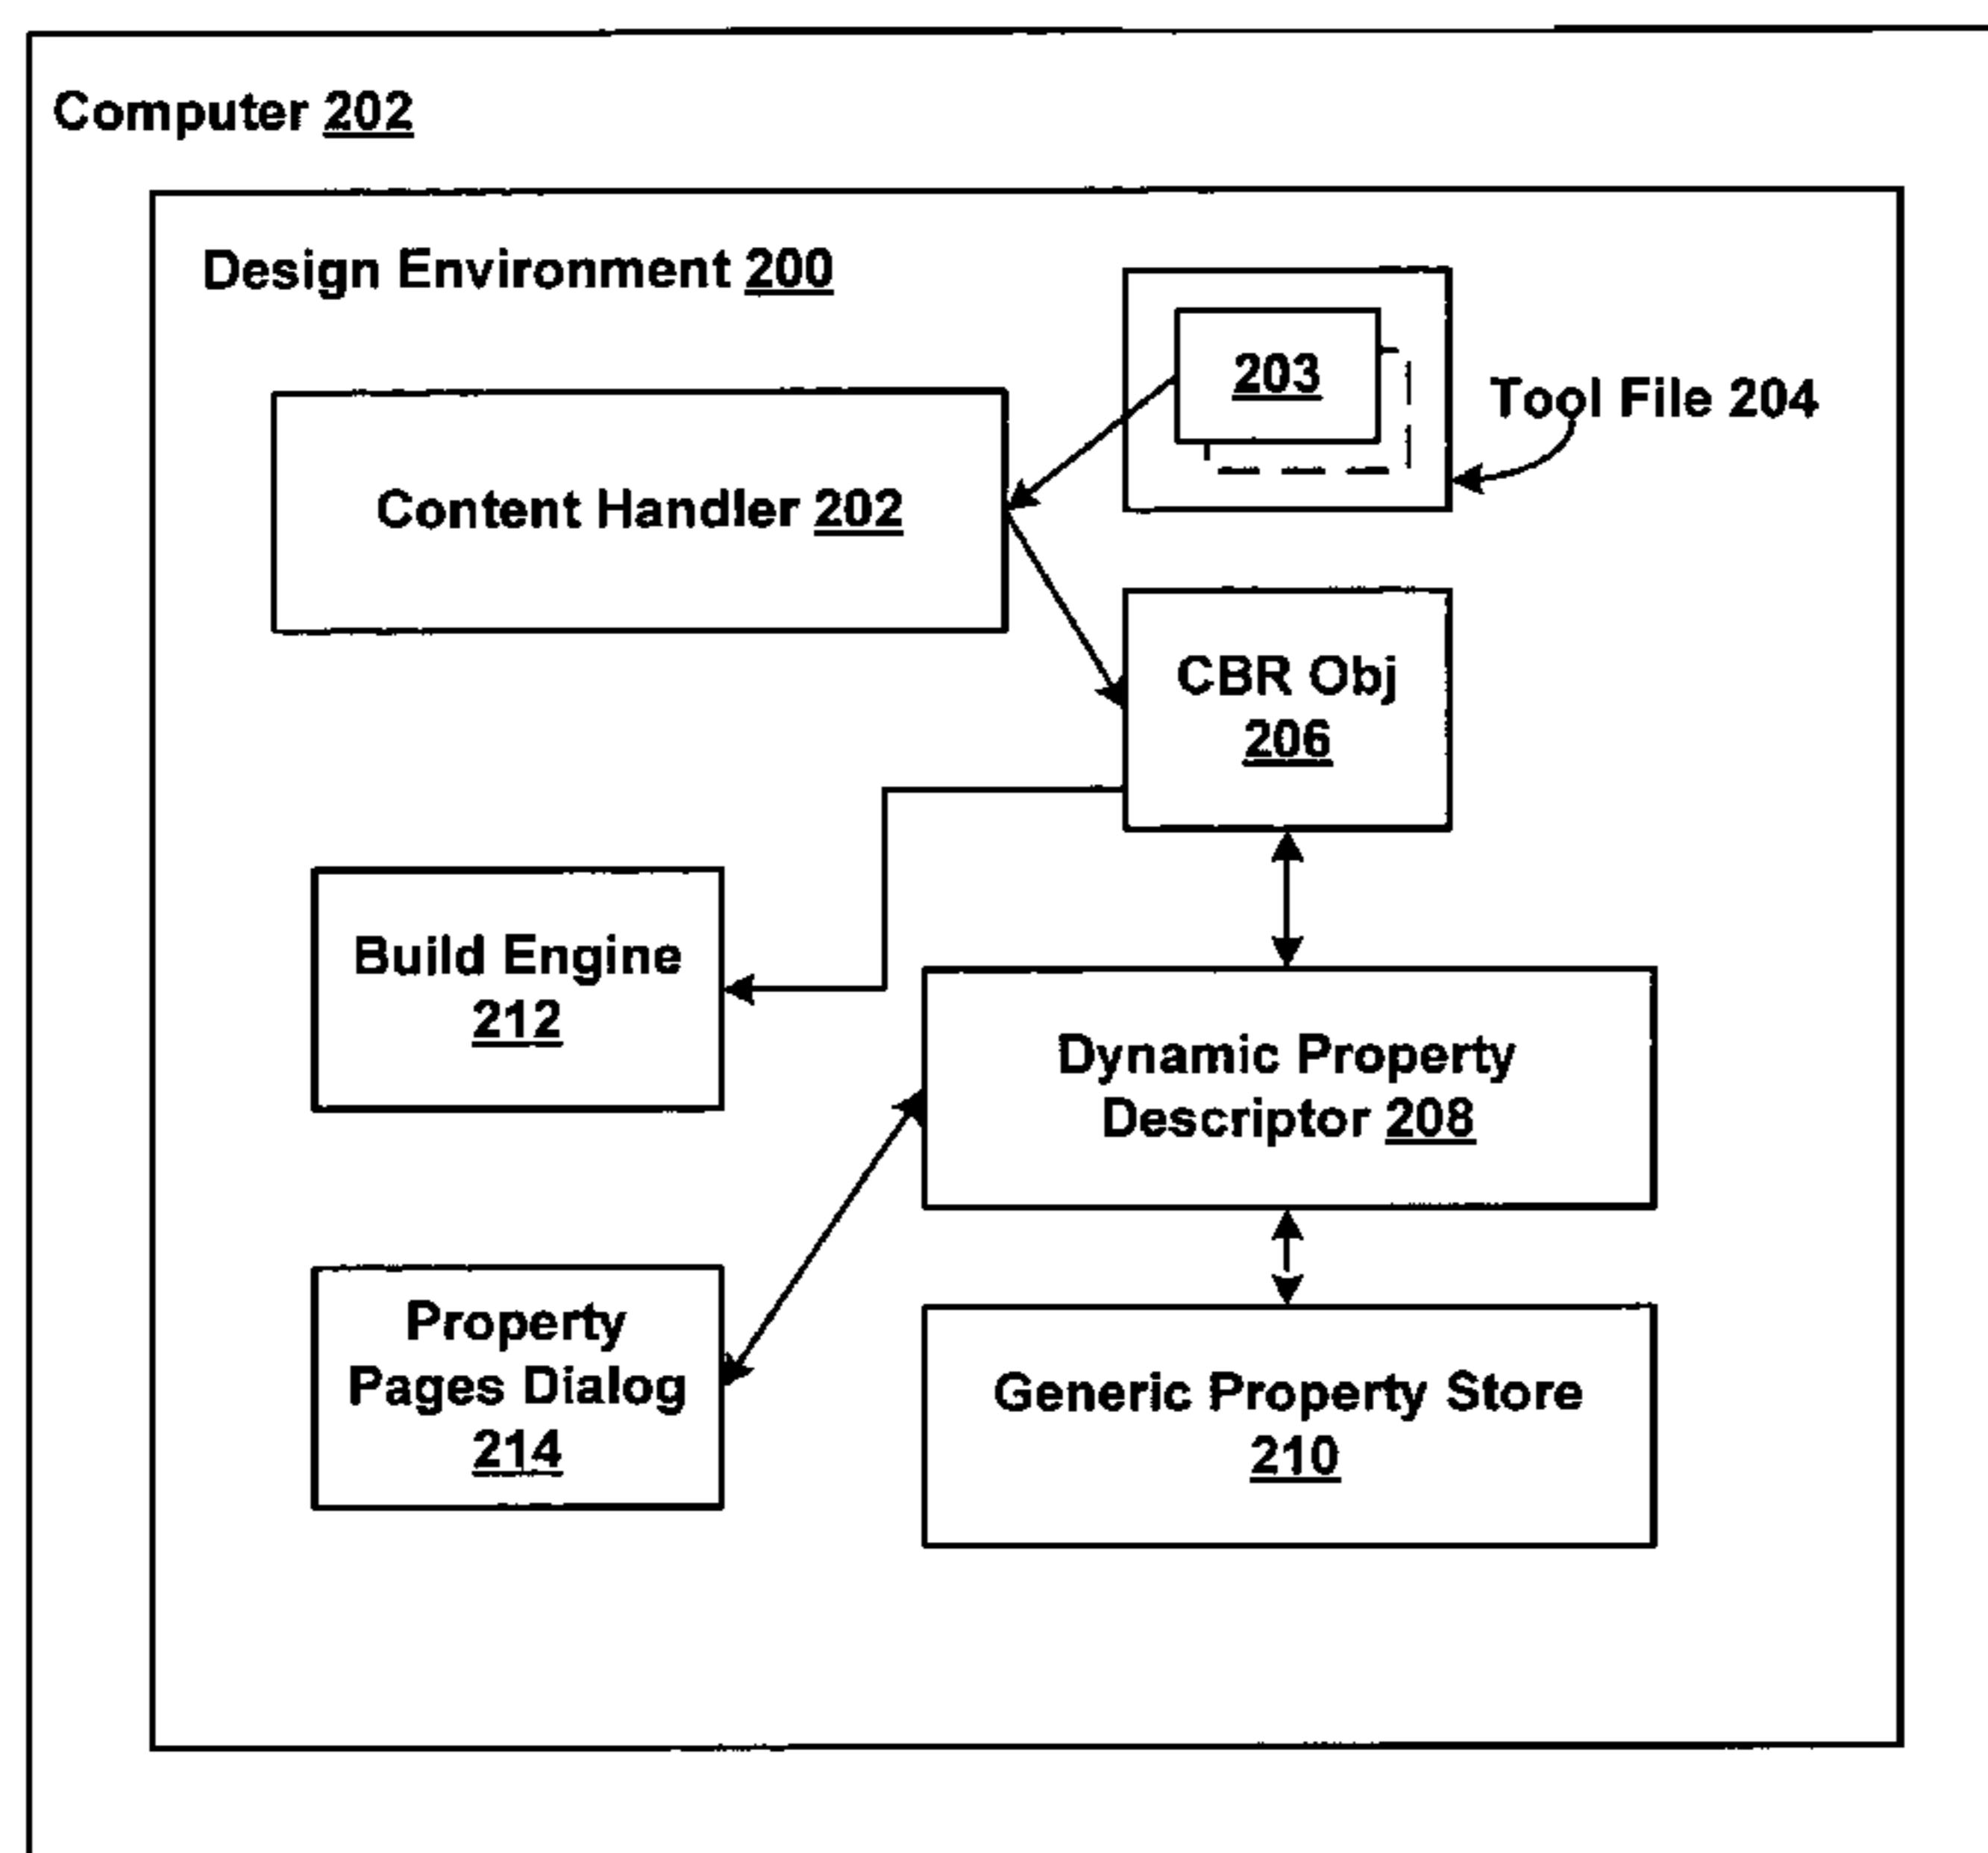 Computer 202
Design Environment 200
203
Tool File 204
Content Handler 202
CBR Obj
206
Build Engine
212
Dynamic Property
Descriptor 208
Property
Pages Dialog
214
Generic Property Store
210